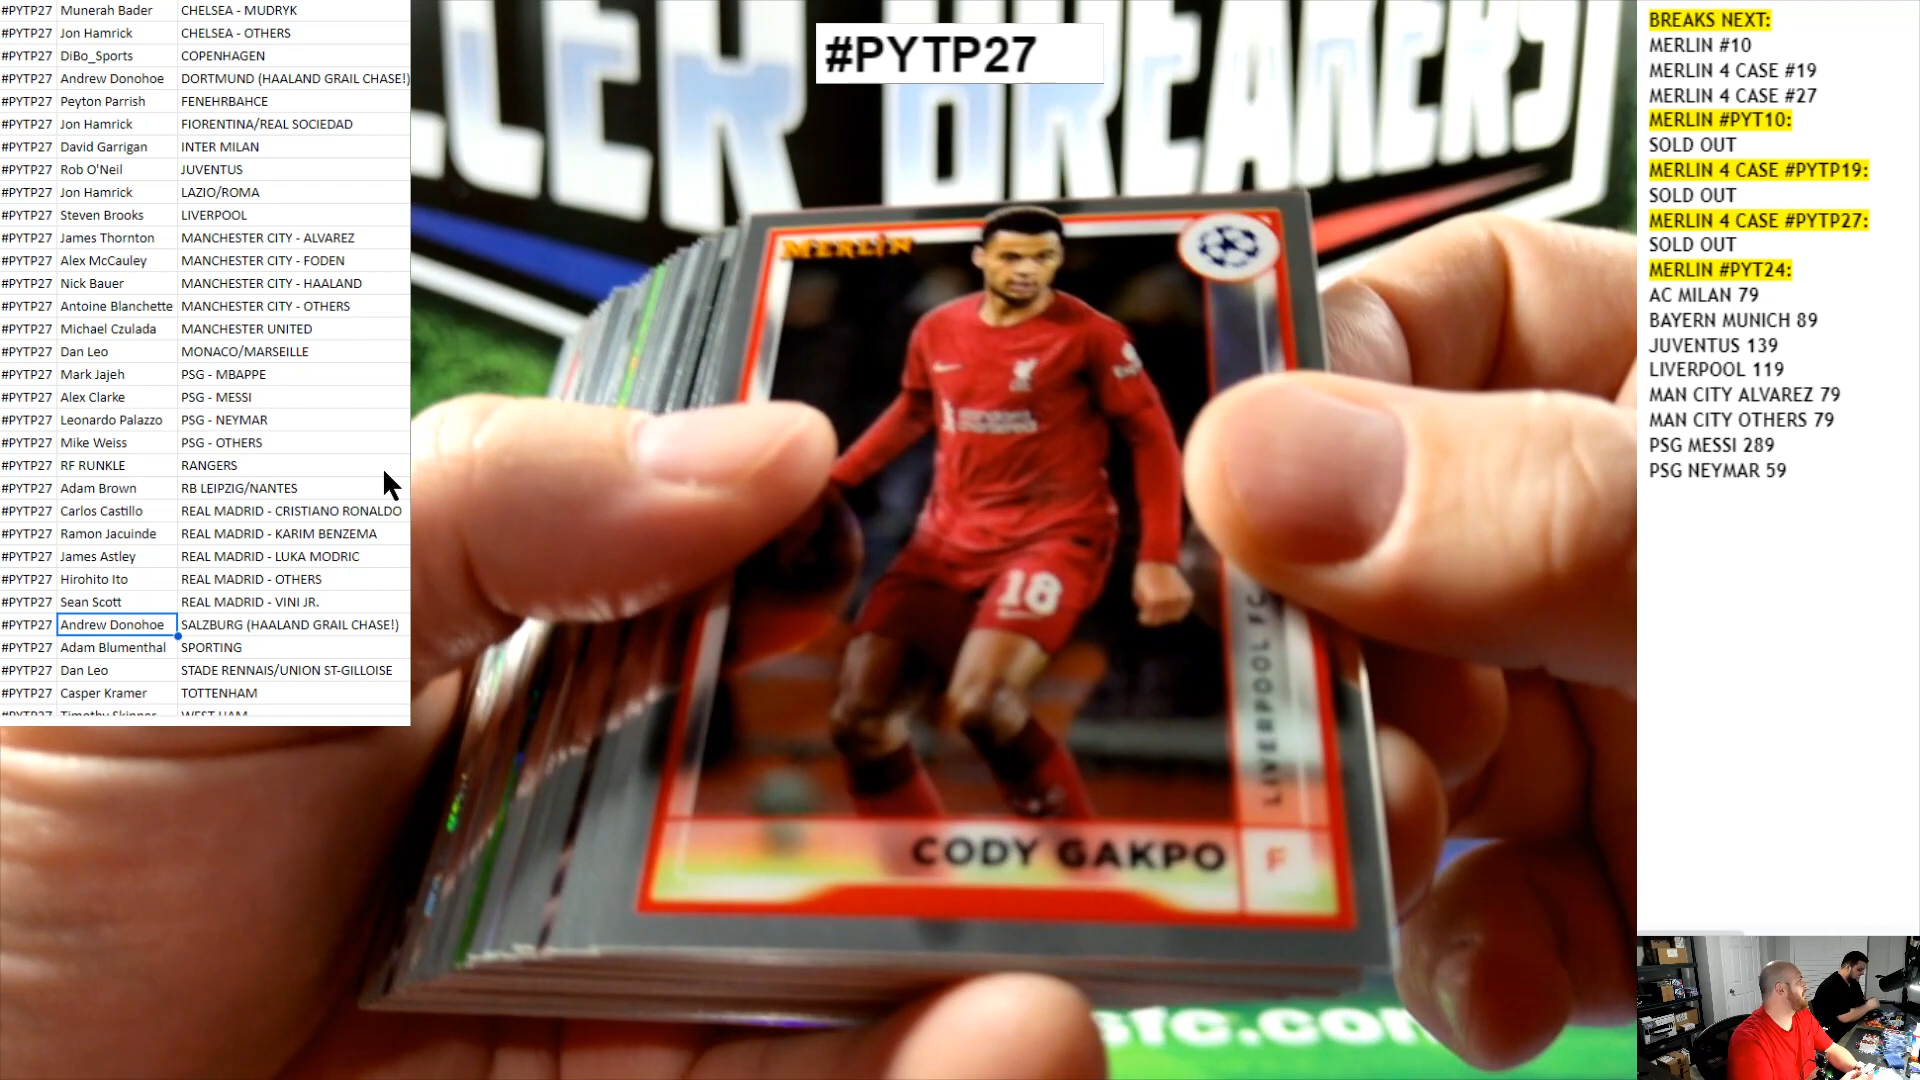 #PYTP27 Munerah Bader CHELSEA - MUDRYK
#PYTP27 Jon Hamrick CHELSEA - OTHERS
#PYTP27 DiBo_Sports COPENHAGEN
#PYTP27 Andrew Donohoe DORTMUND (HAALAND GRAIL CHASE!)
#PYTP27 Peyton Parrish FENEHRBAHCE
#PYTP27 Jon Hamrick FIORENTINA/REAL SOCIEDAD
#PYTP27 David Garrigan INTER MILAN
#PYTP27 Rob O'Neil JUVENTUS
#PYTP27 Jon Hamrick LAZIO/ROMA
#PYTP27 Steven Brooks LIVERPOOL
#PYTP27 James Thornton MANCHESTER CITY - ALVAREZ
#PYTP27 Alex McCauley MANCHESTER CITY - FODEN
#PYTP27 Nick Bauer MANCHESTER CITY - HAALAND
#PYTP27 Antoine Blanchette MANCHESTER CITY - OTHERS
#PYTP27 Michael Czulada MANCHESTER UNITED
#PYTP27 Dan Leo MONACO/MARSEILLE
#PYTP27 Mark Jajeh PSG - MBAPPE
#PYTP27 Alex Clarke PSG - MESSI
#PYTP27 Leonardo Palazzo PSG - NEYMAR
#PYTP27 Mike Weiss PSG - OTHERS
#PYTP27 RF RUNKLE RANGERS
#PYTP27 Adam Brown RB LEIPZIG/NANTES
#PYTP27 Carlos Castillo REAL MADRID - CRISTIANO RONALDO
#PYTP27 Ramon Jacuinde REAL MADRID - KARIM BENZEMA
#PYTP27 James Astley REAL MADRID - LUKA MODRIC
#PYTP27 Hirohito Ito REAL MADRID - OTHERS
#PYTP27 Sean Scott REAL MADRID - VINI JR.
#PYTP27 Andrew Donohoe SALZBURG (HAALAND GRAIL CHASE!)
#PYTP27 Adam Blumenthal SPORTING
#PYTP27 Dan Leo STADE RENNAIS/UNION ST-GILLOISE
#PYTP27 Casper Kramer TOTTENHAM
#PYTP27 Timothy Skinner WEST HAM
#PYTP27
BREAKERS
MERLIN
18
LIVERPOOL FC
CODY GAKPO F
BREAKS NEXT:
MERLIN #10
MERLIN 4 CASE #19
MERLIN 4 CASE #27
MERLIN #PYT10:
SOLD OUT
MERLIN 4 CASE #PYTP19:
SOLD OUT
MERLIN 4 CASE #PYTP27:
SOLD OUT
MERLIN #PYT24:
AC MILAN 79
BAYERN MUNICH 89
JUVENTUS 139
LIVERPOOL 119
MAN CITY ALVAREZ 79
MAN CITY OTHERS 79
PSG MESSI 289
PSG NEYMAR 59